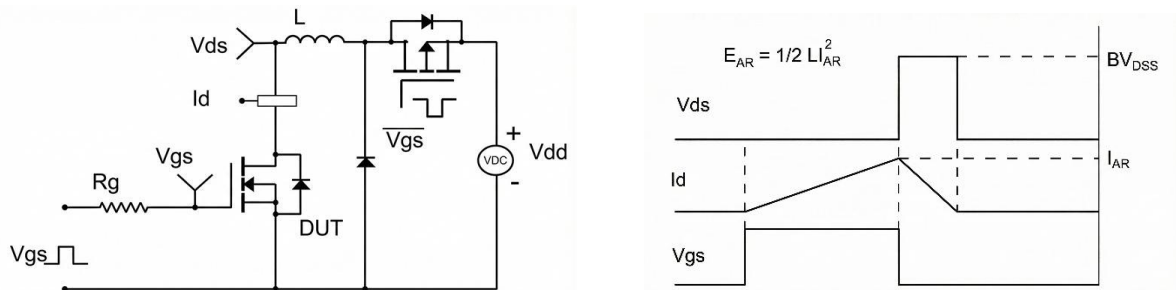 L
Vds
Id
Vgs
Rg
Vgs
DUT
Vgs
+
VDC
-
Vdd
E_AR = 1/2 LI_AR^2
BV_DSS
Vds
I_AR
Id
Vgs